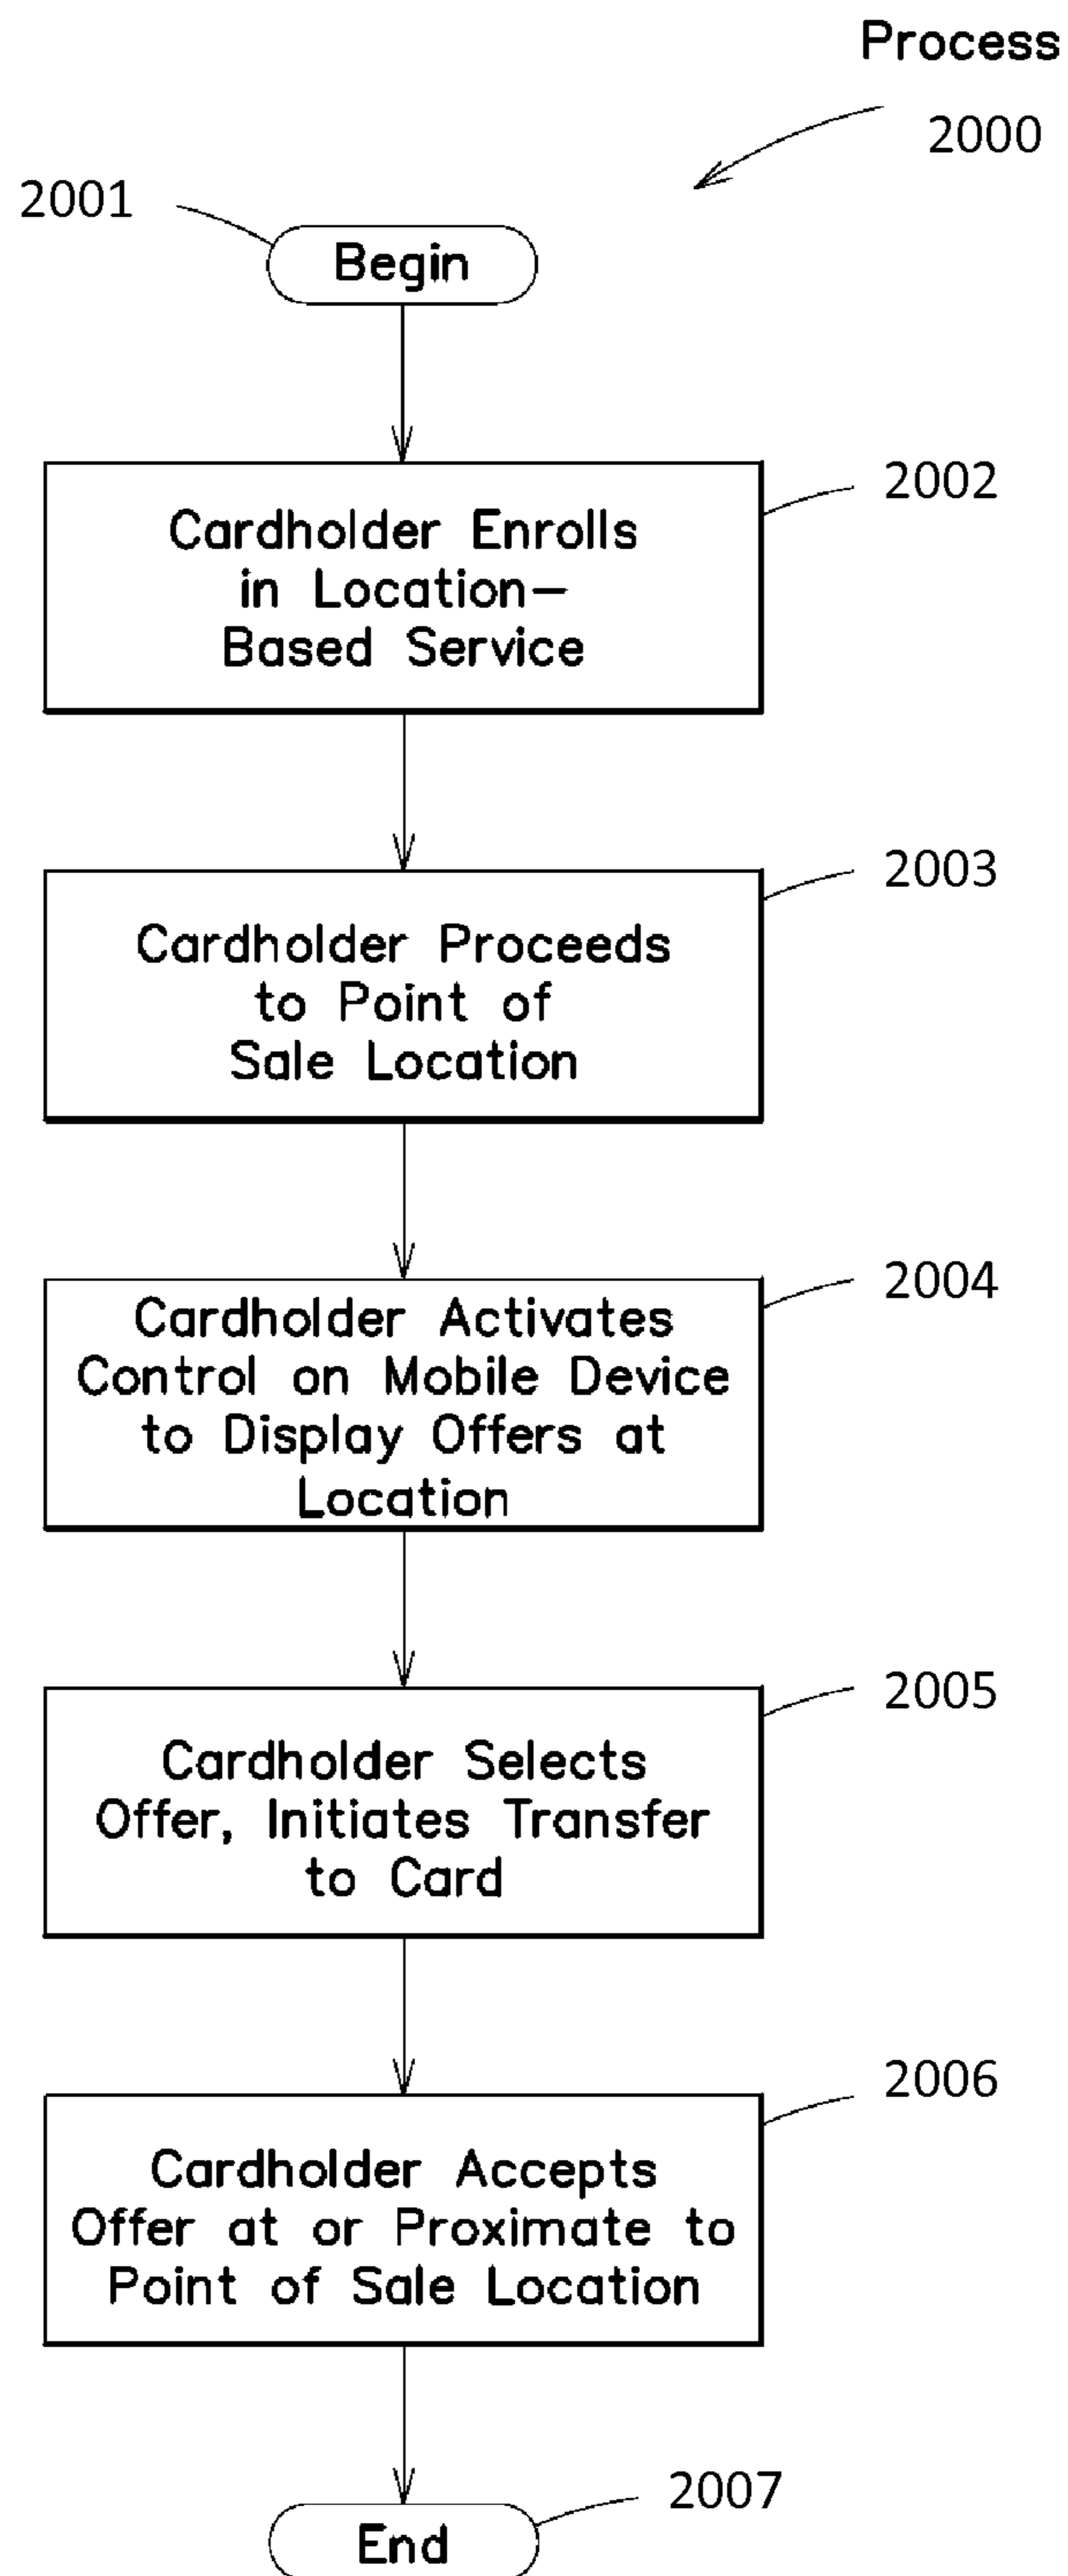 Process
2000
2001
Begin
2002
Cardholder Enrolls
in Location–
Based Service
2003
Cardholder Proceeds
to Point of
Sale Location
2004
Cardholder Activates
Control on Mobile Device
to Display Offers at
Location
2005
Cardholder Selects
Offer, Initiates Transfer
to Card
2006
Cardholder Accepts
Offer at or Proximate to
Point of Sale Location
2007
End